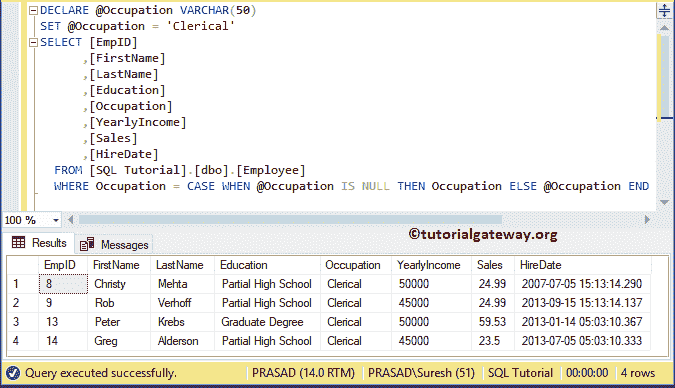 DECLARE @Occupation VARCHAR(50)
SET @Occupation = 'Clerical'
SELECT [EmpID]
,[FirstName]
,[LastName]
,[Education]
,[Occupation]
,[YearlyIncome]
,[Sales]
,[HireDate]
FROM [SQL Tutorial].[dbo].[Employee]
WHERE Occupation = CASE WHEN @Occupation IS NULL THEN Occupation ELSE @Occupation END
100 %
©tutorialgateway.org
Results Messages
EmpID FirstName LastName Education Occupation YearlyIncome Sales HireDate
1 8 Christy Mehta Partial High School Clerical 50000 24.99 2007-07-05 15:13:14.290
2 9 Rob Verhoff Partial High School Clerical 45000 24.99 2013-09-15 15:13:14.137
3 13 Peter Krebs Graduate Degree Clerical 50000 59.53 2013-01-14 05:03:10.367
4 14 Greg Alderson Partial High School Clerical 45000 23.5 2013-07-05 05:03:10.333
Query executed successfully. PRASAD (14.0 RTM) PRASAD\Suresh (51) SQL Tutorial 00:00:00 4 rows